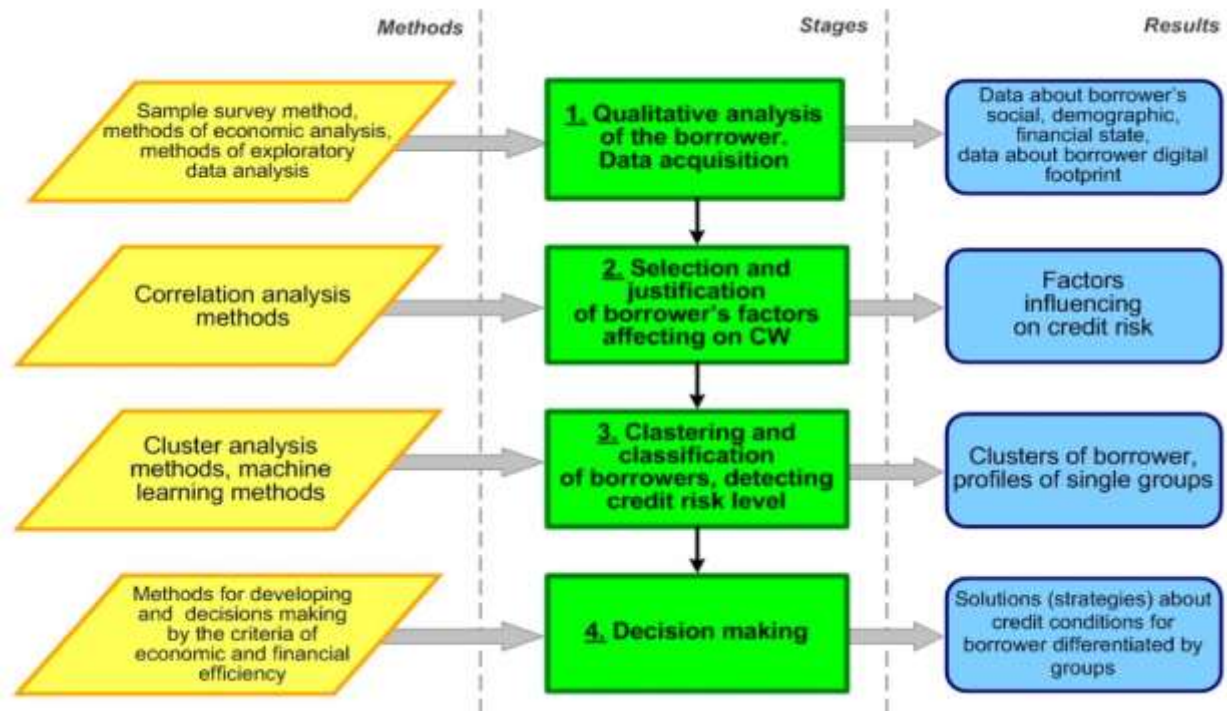 Methods
Stages
Results
Sample survey method,
methods of economic analysis,
methods of exploratory
data analysis
1. Qualitative analysis
of the borrower.
Data acquisition
Data about borrower's
social, demographic,
financial state,
data about borrower digital
footprint
Correlation analysis
methods
2. Selection and
justification
of borrower's factors
affecting on CW
Factors
influencing
on credit risk
Cluster analysis
methods, machine
learning methods
3. Clastering and
classification
of borrowers, detecting
credit risk level
Clusters of borrower,
profiles of single groups
Methods for developing
and decisions making
by the criteria of
economic and financial
efficiency
4. Decision making
Solutions (strategies) about
credit conditions for
borrower differentiated by
groups